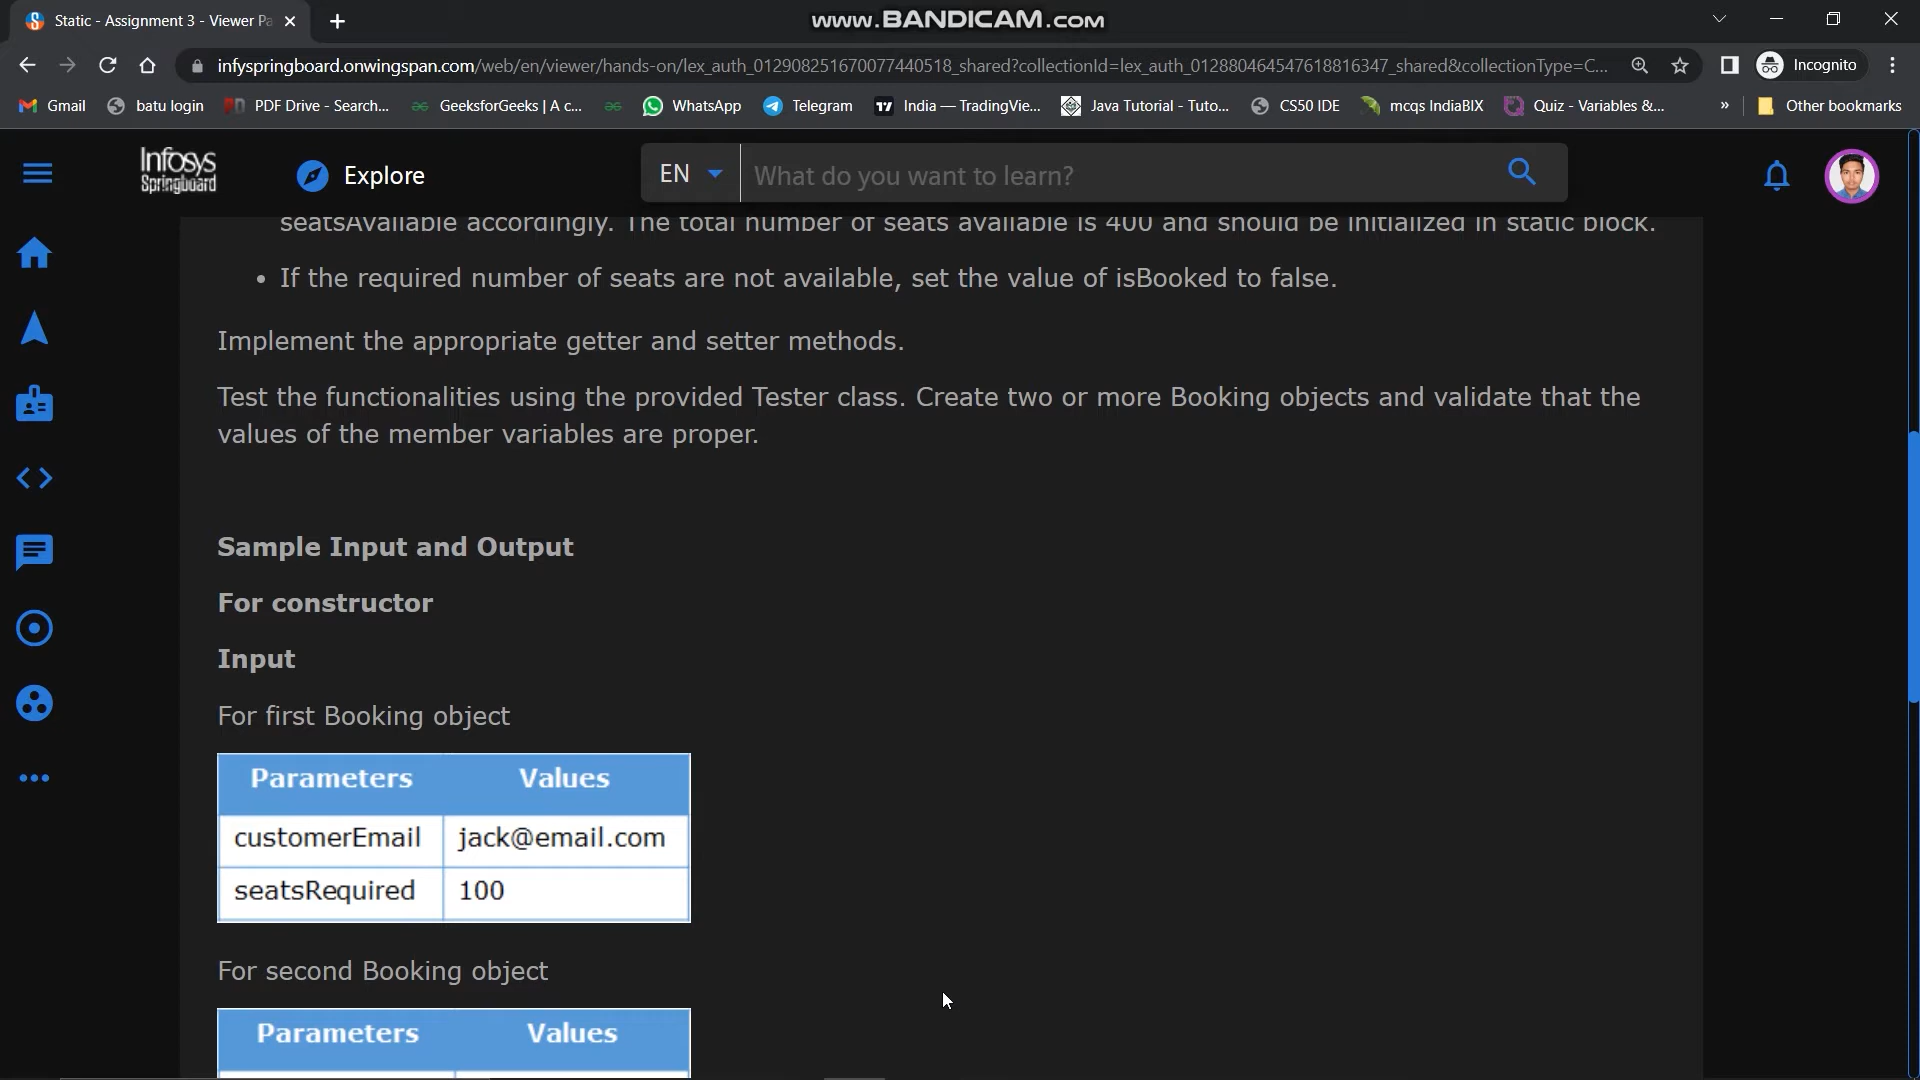 Static - Assignment 3 - Viewer Pa
www.BANDICAM.com
infyspringboard.onwingspan.com/web/en/viewer/hands-on/lex_auth_012908251670077440518_shared?collectionId=lex_auth_012880464547618816347_shared&collectionType=C...
Incognito
Gmail
batu login
PDF Drive - Search...
GeeksforGeeks | A c...
WhatsApp
Telegram
India — TradingVie...
Java Tutorial - Tuto...
CS50 IDE
mcqs IndiaBIX
Quiz - Variables &...
»
Other bookmarks
Infosys
Springboard
Explore
EN
What do you want to learn?
seatsAvailable accordingly. The total number of seats available is 400 and should be initialized in static block.
• If the required number of seats are not available, set the value of isBooked to false.
Implement the appropriate getter and setter methods.
Test the functionalities using the provided Tester class. Create two or more Booking objects and validate that the
values of the member variables are proper.
Sample Input and Output
For constructor
Input
For first Booking object
Parameters Values
customerEmail jack@email.com
seatsRequired 100
For second Booking object
Parameters Values